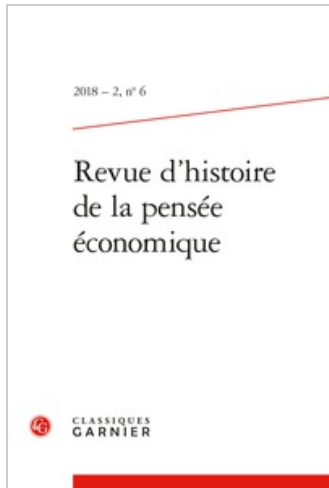 2018 – 2, n° 6
Revue d'histoire
de la pensée
économique
CLASSIQUES
GARNIER